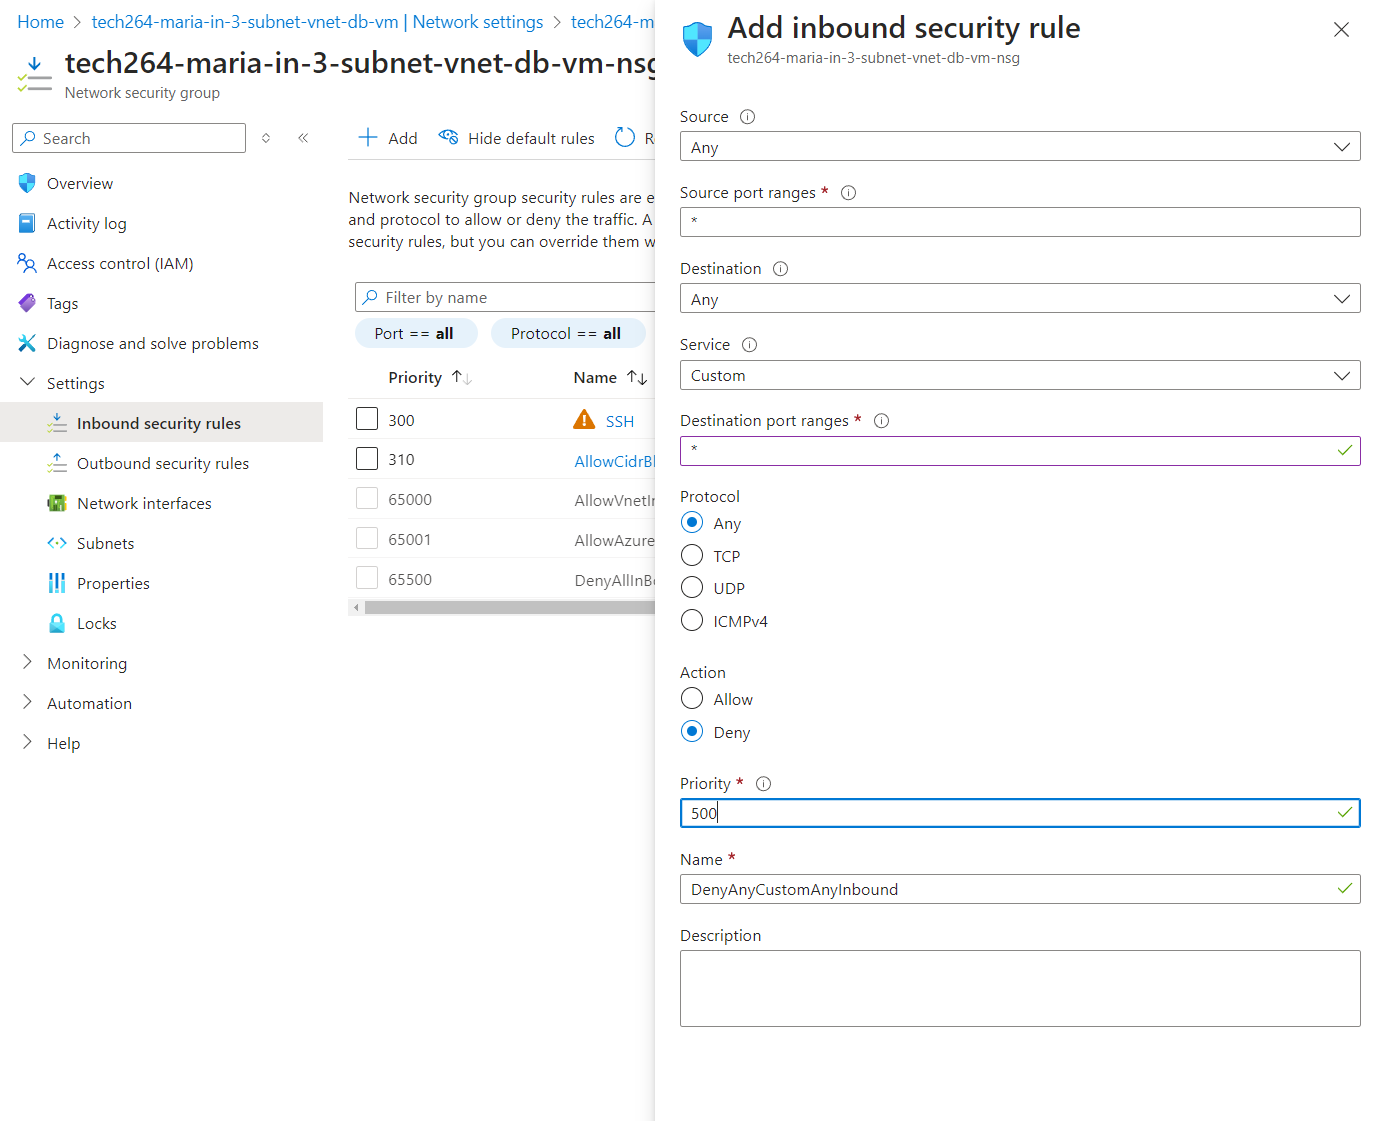 Home > tech264-maria-in-3-subnet-vnet-db-vm | Network settings > tech264-m
tech264-maria-in-3-subnet-vnet-db-vm-nsg
Network security group
Search
Overview
Activity log
Access control (IAM)
Tags
Diagnose and solve problems
Settings
Inbound security rules
Outbound security rules
Network interfaces
Subnets
Properties
Locks
Monitoring
Automation
Help
Add
Hide default rules
Network security group security rules are e
and protocol to allow or deny the traffic. A
security rules, but you can override them w
Filter by name
Port == all
Protocol == all
Priority
Name
300
SSH
310
AllowCidrBl
65000
AllowVnetIn
65001
AllowAzure
65500
DenyAllInBo
Add inbound security rule
tech264-maria-in-3-subnet-vnet-db-vm-nsg
Source
Any
Source port ranges *
*
Destination
Any
Service
Custom
Destination port ranges *
*
Protocol
Any
TCP
UDP
ICMPv4
Action
Allow
Deny
Priority *
500
Name *
DenyAnyCustomAnyInbound
Description